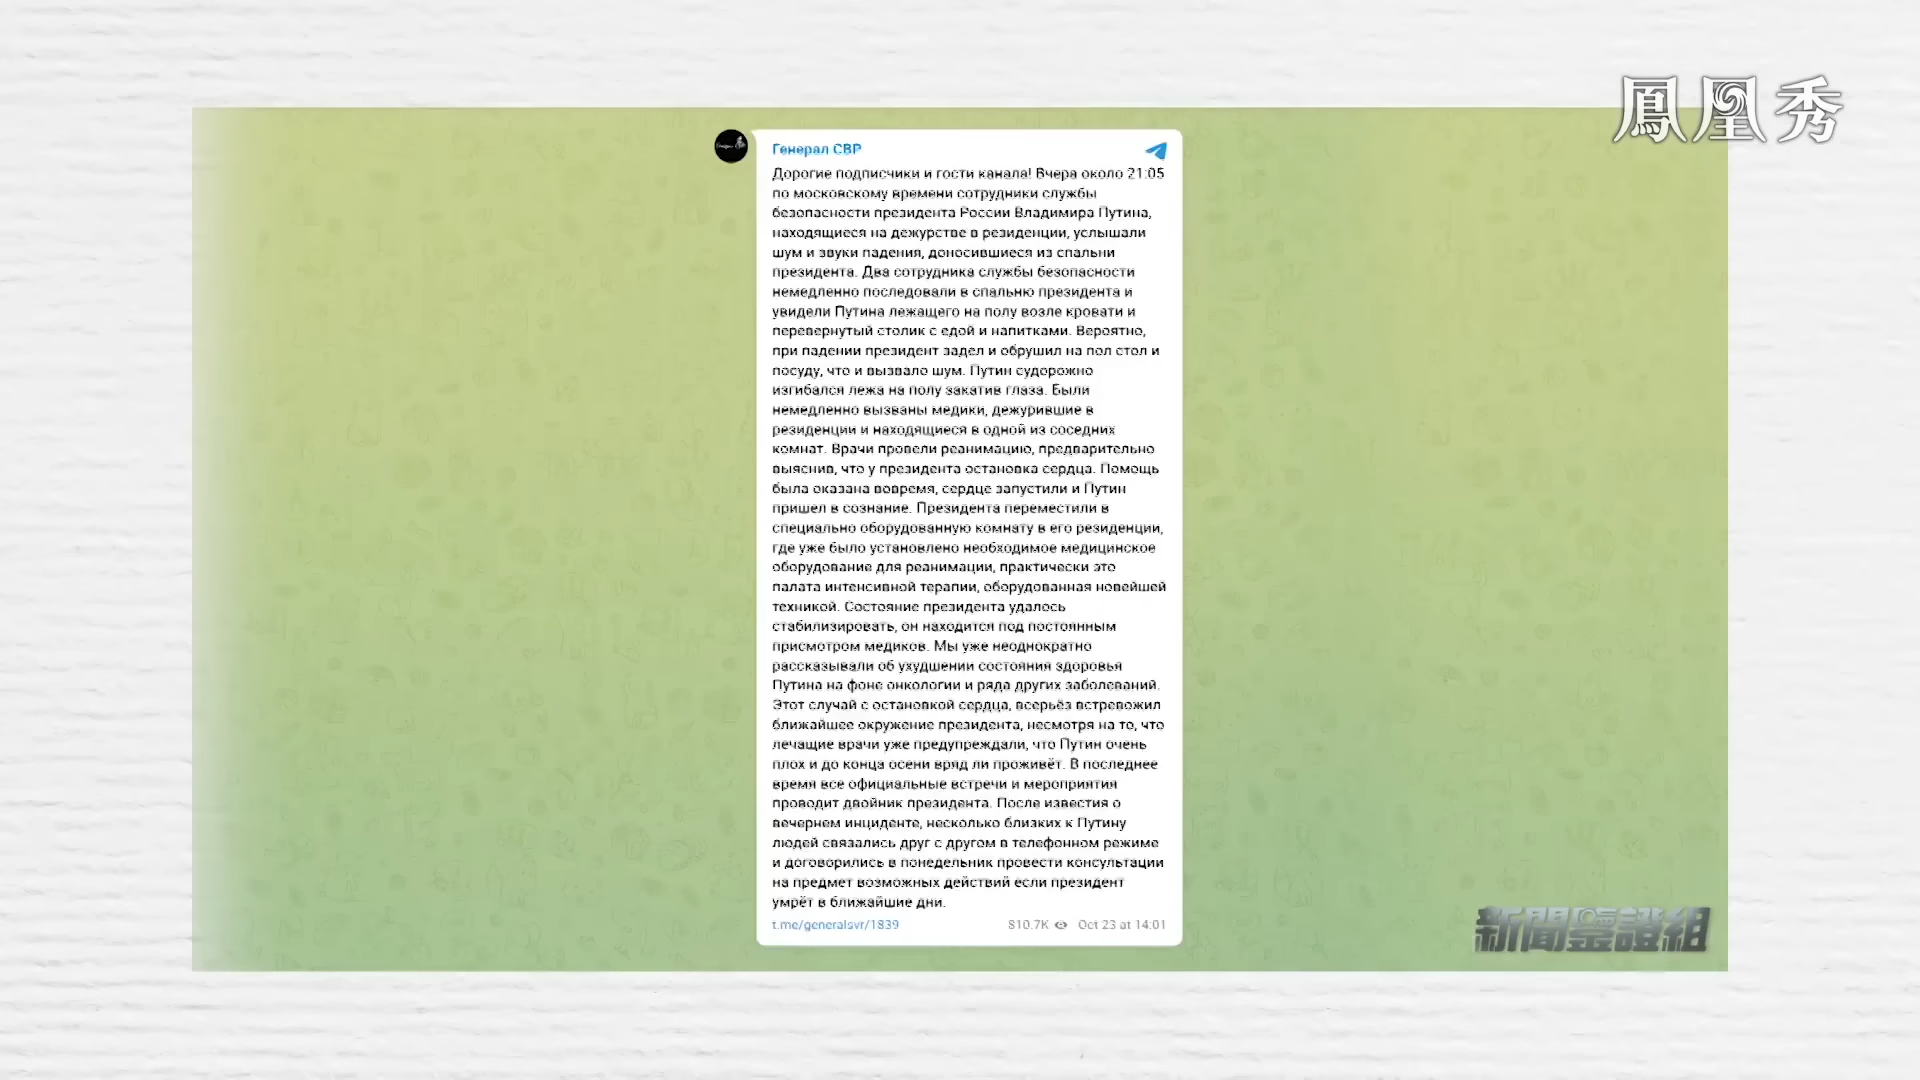 鳳凰秀
Генерал СВР
Дорогие подписчики и гости канала! Вчера около 21:05
по московскому времени сотрудники службы
безопасности президента России Владимира Путина,
находящиеся на дежурстве в резиденции, услышали
шум и звуки падения, доносившиеся из спальни
президента. Два сотрудника службы безопасности
немедленно последовали в спальню президента и
увидели Путина лежащего на полу возле кровати и
перевернутый столик с едой и напитками. Вероятно,
при падении президент задел и обрушил на пол стол и
посуду, что и вызвало шум. Путин судорожно
изгибался лежа на полу закатив глаза. Были
немедленно вызваны медики, дежурившие в
резиденции и находящиеся в одной из соседних
комнат. Врачи провели реанимацию, предварительно
выяснив, что у президента остановка сердца. Помощь
была оказана вовремя, сердце запустили и Путин
пришел в сознание. Президента переместили в
специально оборудованную комнату в его резиденции,
где уже было установлено необходимое медицинское
оборудование для реанимации, практически это
палата интенсивной терапии, оборудованная новейшей
техникой. Состояние президента удалось
стабилизировать, он находится под постоянным
присмотром медиков. Мы уже неоднократно
рассказывали об ухудшении состояния здоровья
Путина на фоне онкологии и ряда других заболеваний.
Этот случай с остановкой сердца, всерьёз встревожил
ближайшее окружение президента, несмотря на то, что
лечащие врачи уже предупреждали, что Путин очень
плох и до конца осени вряд ли проживёт. В последнее
время все официальные встречи и мероприятия
проводит двойник президента. После известия о
вечернем инциденте, несколько близких к Путину
людей связались друг с другом в телефонном режиме
и договорились в понедельник провести консультации
на предмет возможных действий если президент
умрёт в ближайшие дни.
t.me/generalsvr/1839 810.7K Oct 23 at 14:01
新聞鑒證組